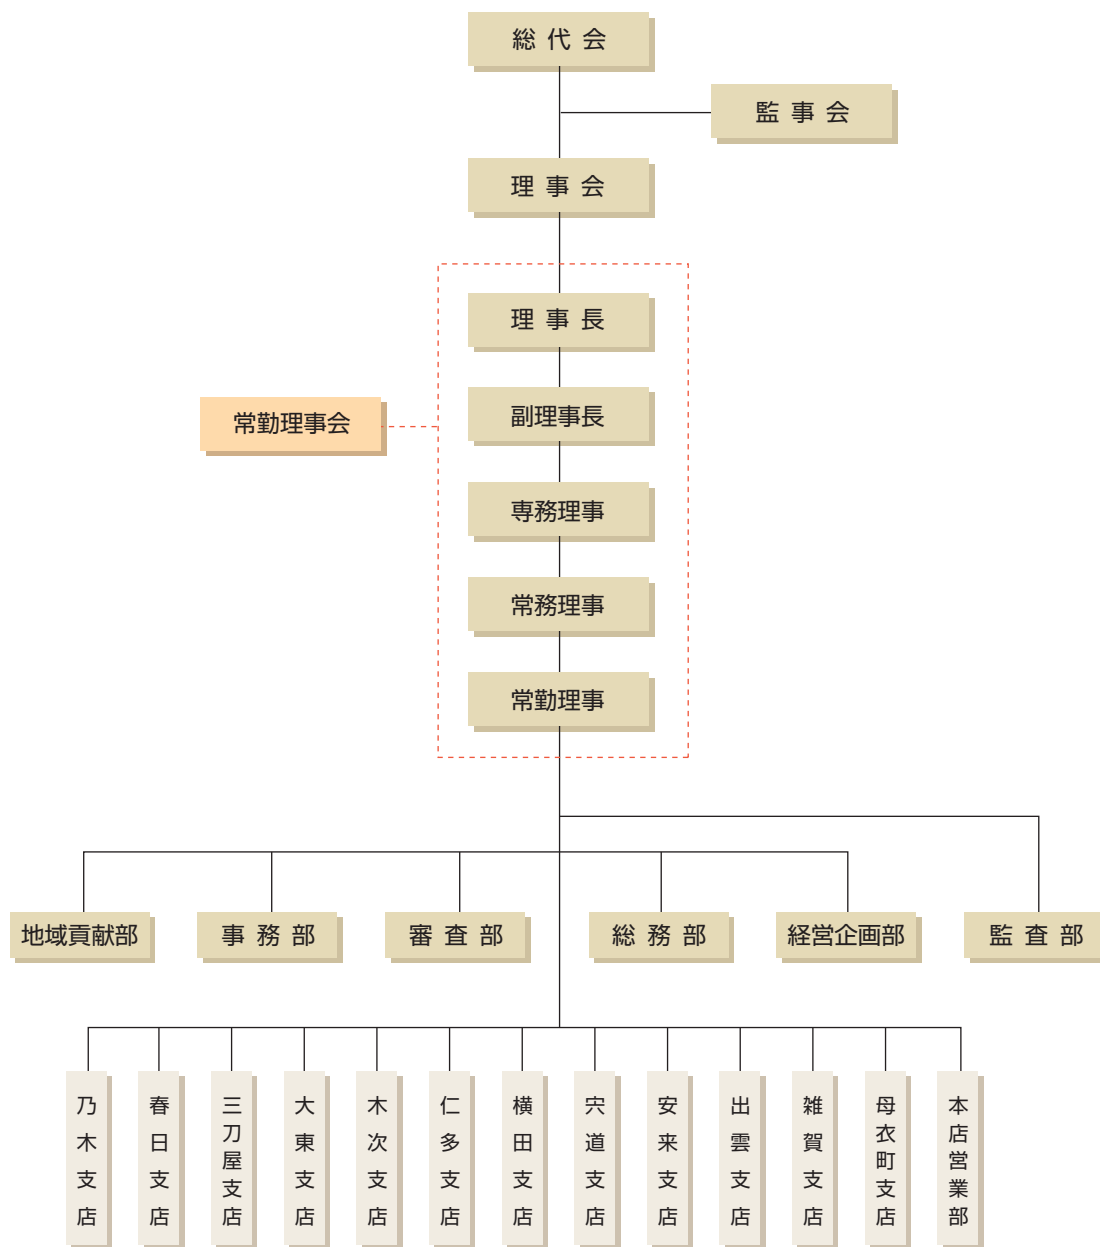 総代会
監事会
理事会
理事長
副理事長
常勤理事会
専務理事
常務理事
常勤理事
地域貢献部
事務部
審査部
総務部
経営企画部
監査部
乃木支店
春日支店
三刀屋支店
大東支店
木次支店
仁多支店
横田支店
宍道支店
安来支店
出雲支店
雑賀支店
母衣町支店
本店営業部